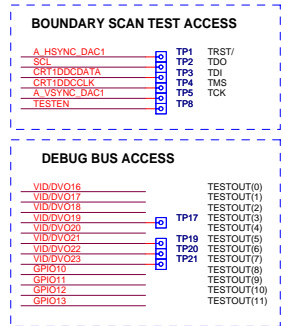 BOUNDARY SCAN TEST ACCESS
A_HSYNC_DAC1 TP1 TRST/
SCL TP2 TDO
CRT1DDCDATA TP3 TDI
CRT1DDCCLK TP4 TMS
A_VSYNC_DAC1 TP5 TCK
TESTEN TP8
DEBUG BUS ACCESS
VID/DVO16 TESTOUT(0)
VID/DVO17 TESTOUT(1)
VID/DVO18 TESTOUT(2)
VID/DVO19 TP17 TESTOUT(3)
VID/DVO20 TESTOUT(4)
VID/DVO21 TP19 TESTOUT(5)
VID/DVO22 TP20 TESTOUT(6)
VID/DVO23 TP21 TESTOUT(7)
GPIO10 TESTOUT(8)
GPIO11 TESTOUT(9)
GPIO12 TESTOUT(10)
GPIO13 TESTOUT(11)